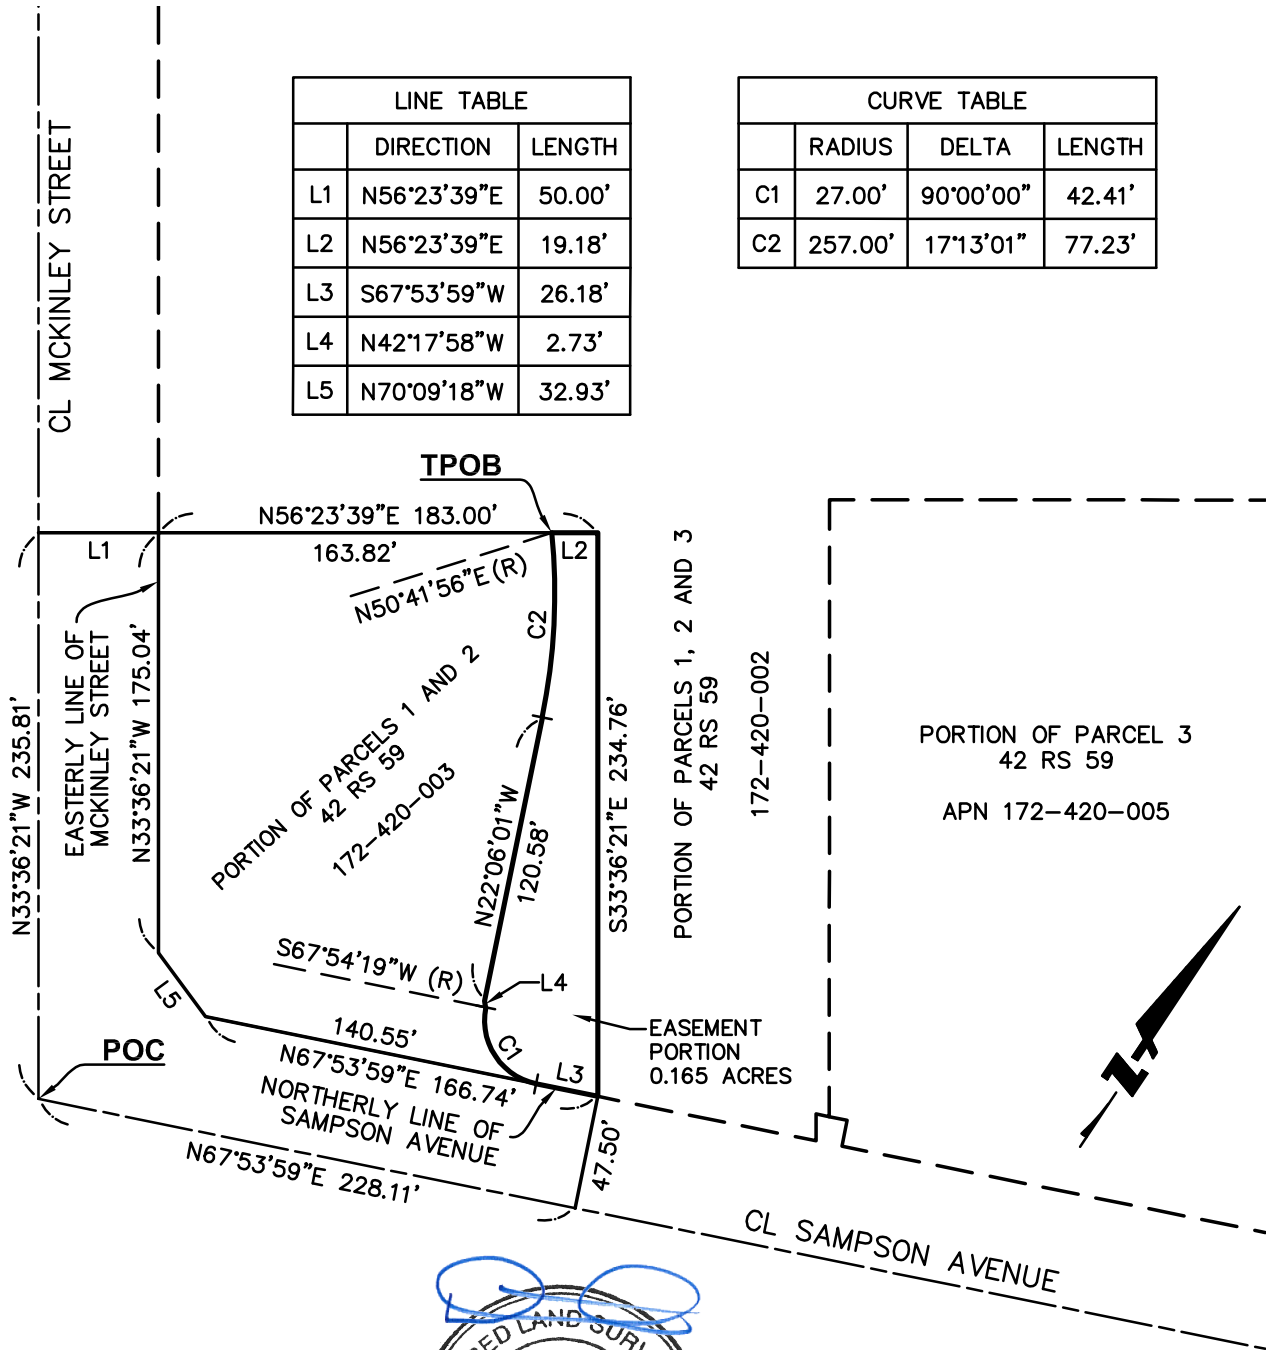 CL MCKINLEY STREET
LINE TABLE
DIRECTION LENGTH
L1 N56°23'39"E 50.00'
L2 N56°23'39"E 19.18'
L3 S67°53'59"W 26.18'
L4 N42°17'58"W 2.73'
L5 N70°09'18"W 32.93'
CURVE TABLE
RADIUS DELTA LENGTH
C1 27.00' 90°00'00" 42.41'
C2 257.00' 17°13'01" 77.23'
TPOB
N56°23'39"E 183.00'
L1
163.82'
L2
N50°41'56"E (R)
C2
EASTERLY LINE OF
MCKINLEY STREET
N33°36'21"W 175.04'
N33°36'21"W 235.81'
PORTION OF PARCELS 1 AND 2
42 RS 59
172-420-003
N22°06'01"W
120.58'
S33°36'21"E 234.76'
PORTION OF PARCELS 1, 2 AND 3
42 RS 59
172-420-002
PORTION OF PARCEL 3
42 RS 59
APN 172-420-005
S67°54'19"W (R)
L4
L5
140.55'
N67°53'59"E 166.74'
C1
L3
EASEMENT
PORTION
0.165 ACRES
POC
NORTHERLY LINE OF
SAMPSON AVENUE
N67°53'59"E 228.11'
47.50'
N
CL SAMPSON AVENUE
LAND